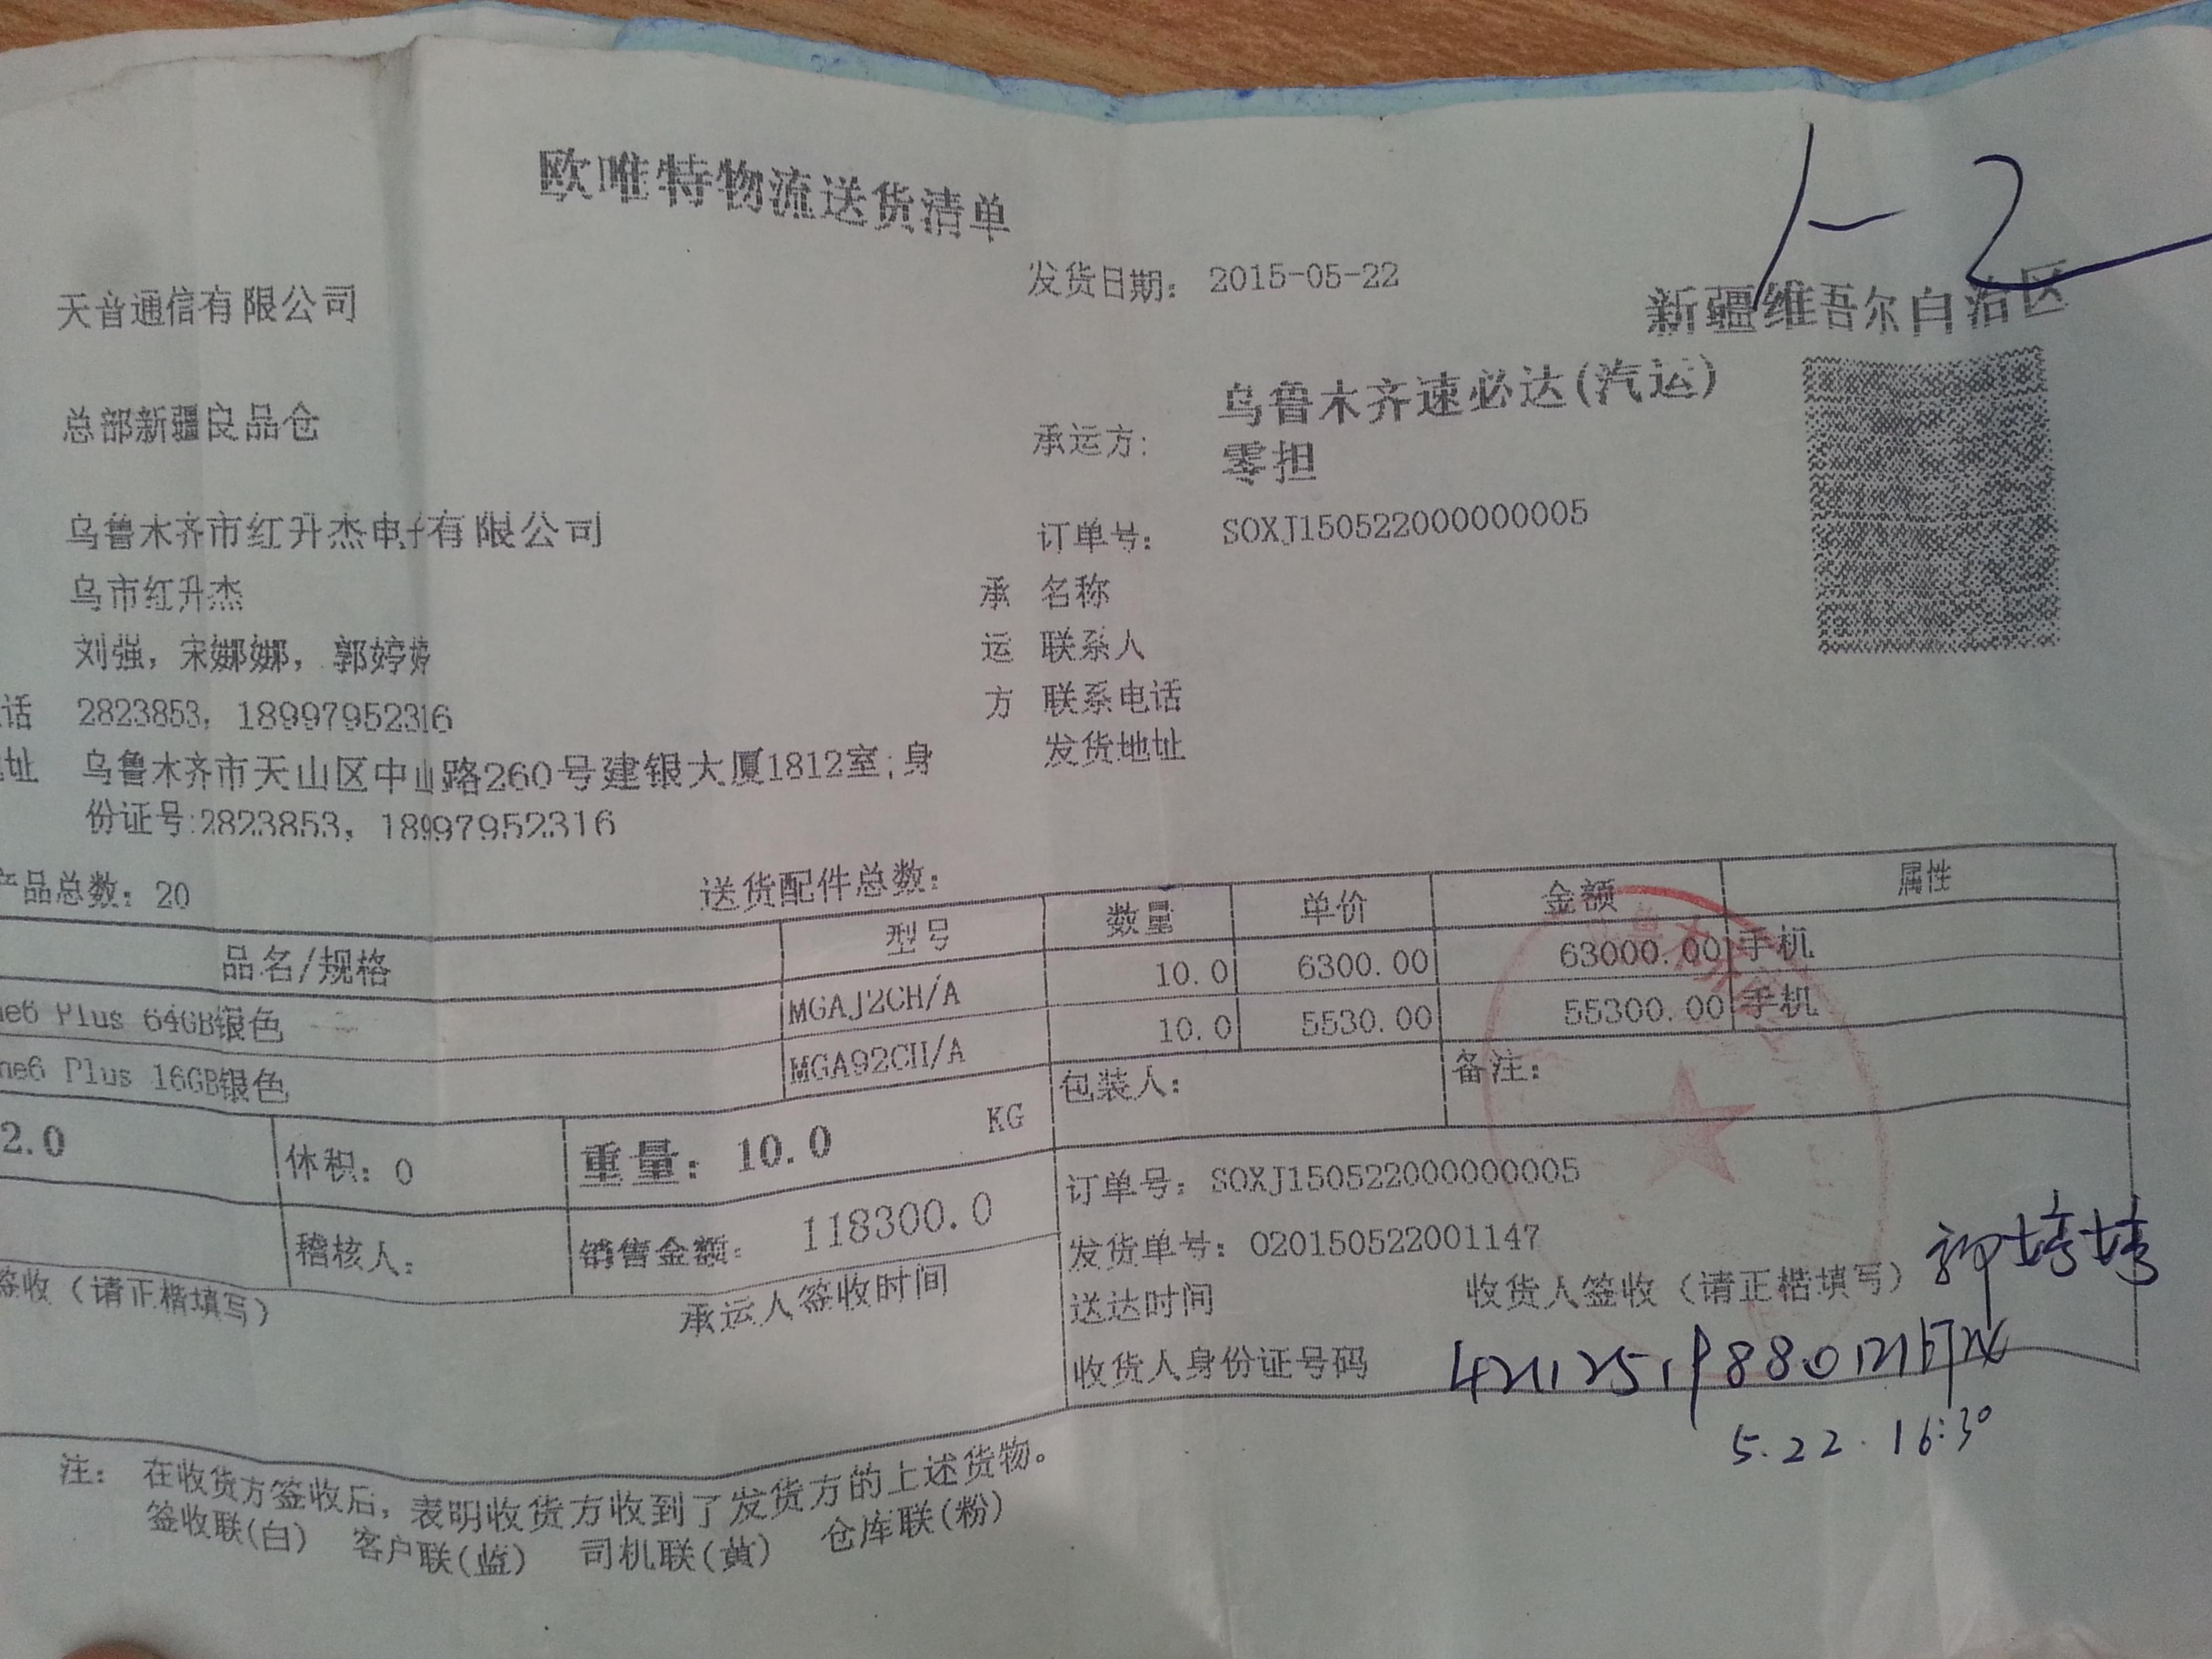 欧唯特物流送货清单
1-2
天音通信有限公司
发货日期: 2015-05-22
新疆维吾尔自治区
总部新疆良品仓
承运方: 乌鲁木齐速必达(汽运)
零担
乌鲁木齐市红升杰电子有限公司
订单号: SOXJ150522000000005
乌市红升杰
承 名称
刘强, 宋娜娜, 郭婷婷
运 联系人
话 2823853, 18997952316
方 联系电话
址 乌鲁木齐市天山区中山路260号建银大厦1812室;身
份证号:2823853, 18997952316
发货地址
产品总数: 20
送货配件总数:
品名/规格 型号 数量 单价 金额 属性
ne6 Plus 64GB银色 MGAJ2CH/A 10.0 6300.00 63000.00 手机
ne6 Plus 16GB银色 MGA92CH/A 10.0 5530.00 55300.00 手机
2.0 体积: 0 重量: 10.0 KG 包装人: 备注:
稽核人: 销售金额: 118300.0
订单号: SOXJ150522000000005
发货单号: 020150522001147
签收(请正楷填写) 承运人签收时间
送达时间 收货人签收(请正楷填写) 郭婷婷
收货人身份证号码
5.22. 16:30
注: 在收货方签收后, 表明收货方收到了发货方的上述货物。
签收联(白) 客户联(蓝) 司机联(黄) 仓库联(粉)